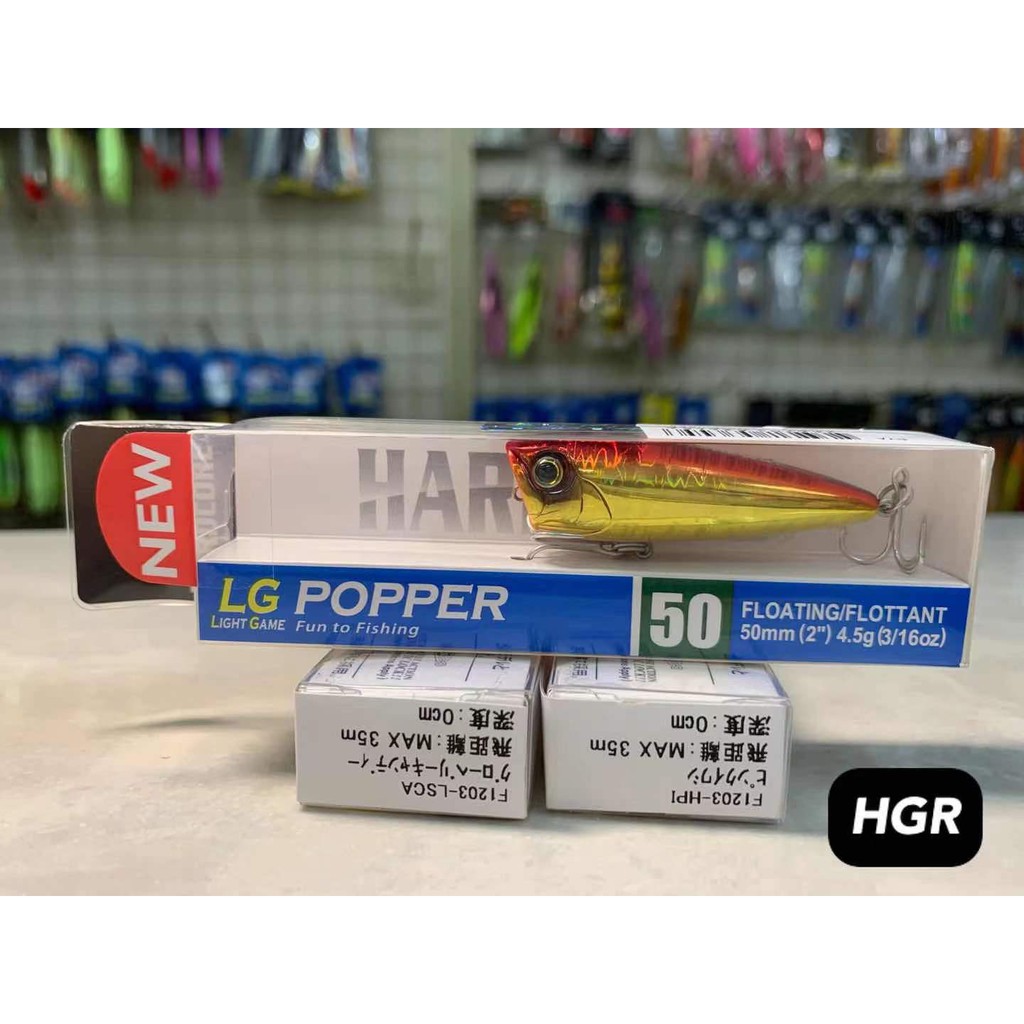 NEW
HAR
LG POPPER
LIGHT GAME Fun to Fishing
50
FLOATING/FLOTTANT
50mm (2") 4.5g (3/16oz)
F1203-LSCA
グローベリーキャンディー
飛距離 : MAX 35m
深度 : 0cm
F1203-HPI
ピンクイワシ
飛距離 : MAX 35m
深度 : 0cm
HGR